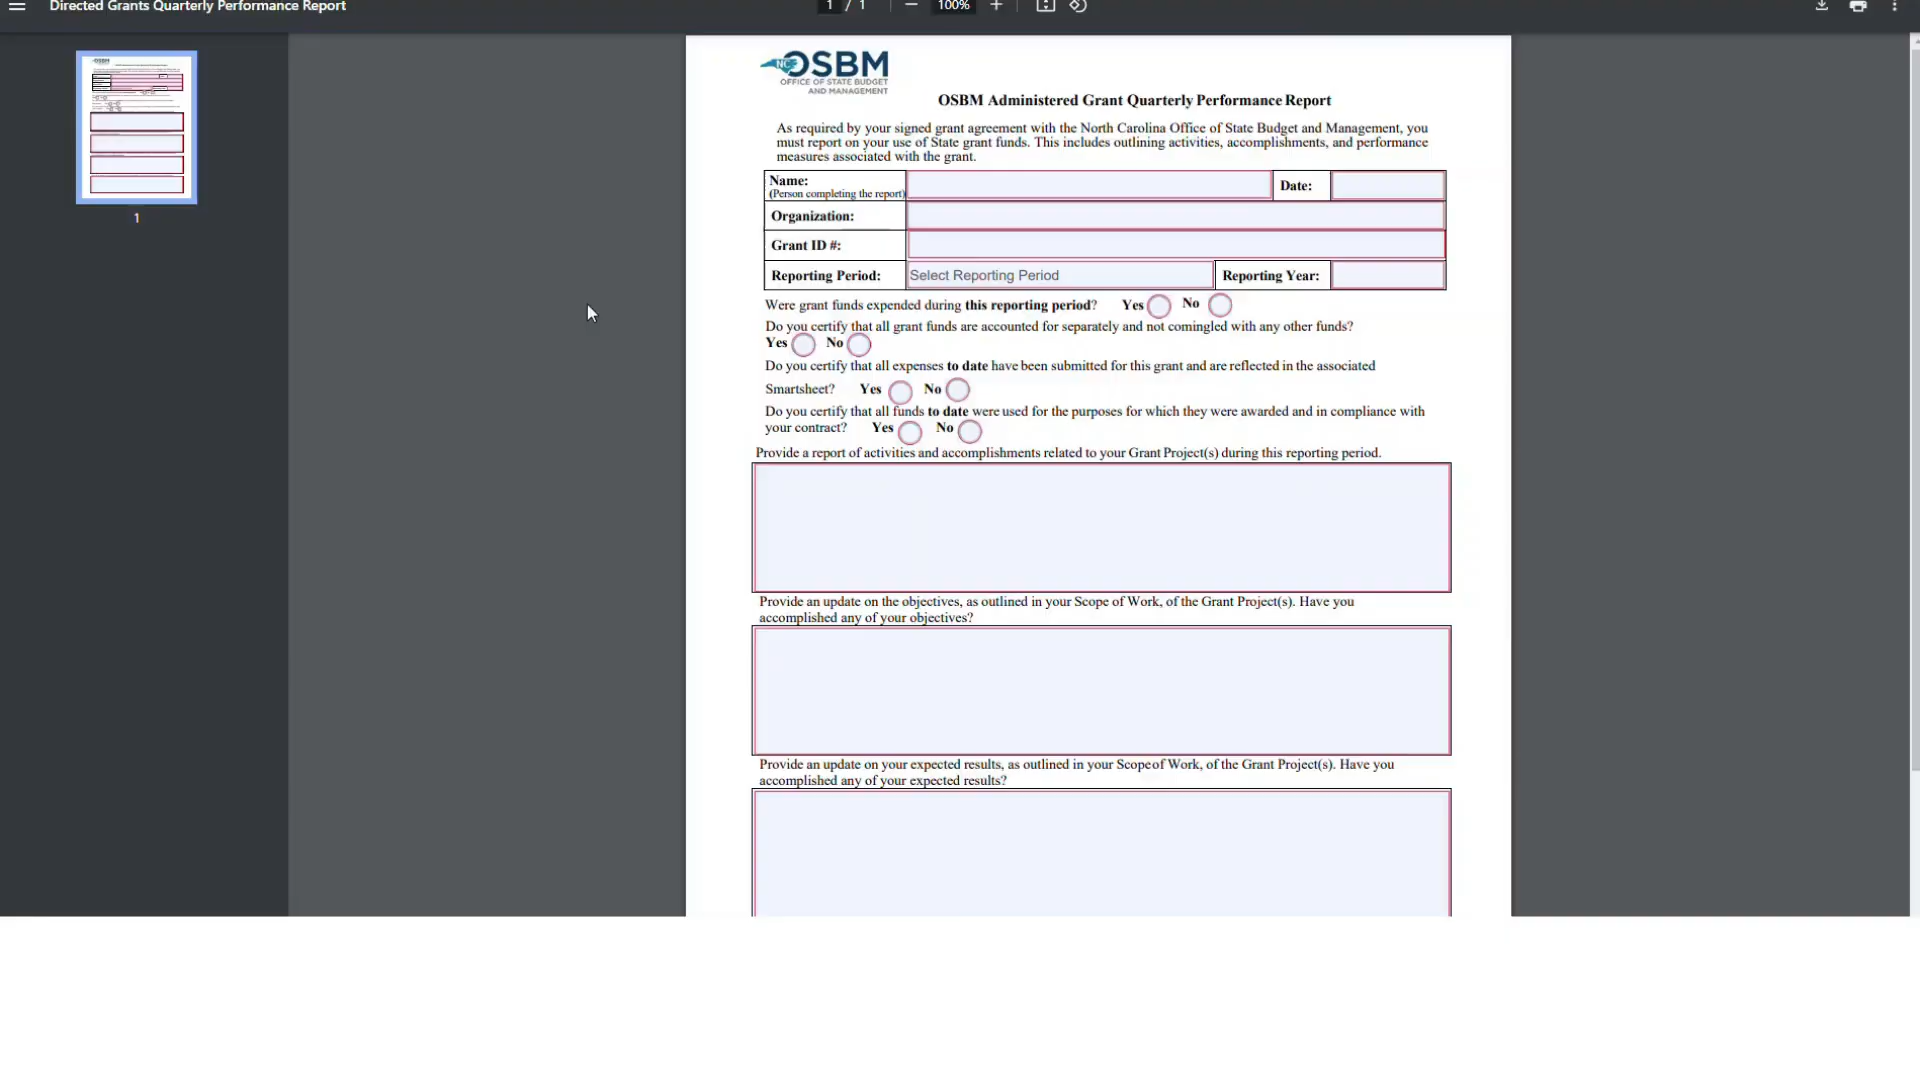 Directed Grants Quarterly Performance Report
1 / 1
100%
1
NC OSBM
OFFICE OF STATE BUDGET
AND MANAGEMENT
OSBM Administered Grant Quarterly Performance Report
As required by your signed grant agreement with the North Carolina Office of State Budget and Management, you
must report on your use of State grant funds. This includes outlining activities, accomplishments, and performance
measures associated with the grant.
Name:
(Person completing the report)
Date:
Organization:
Grant ID #:
Reporting Period: Select Reporting Period Reporting Year:
Were grant funds expended during this reporting period? Yes No
Do you certify that all grant funds are accounted for separately and not comingled with any other funds?
Yes No
Do you certify that all expenses to date have been submitted for this grant and are reflected in the associated
Smartsheet? Yes No
Do you certify that all funds to date were used for the purposes for which they were awarded and in compliance with
your contract? Yes No
Provide a report of activities and accomplishments related to your Grant Project(s) during this reporting period.
Provide an update on the objectives, as outlined in your Scope of Work, of the Grant Project(s). Have you
accomplished any of your objectives?
Provide an update on your expected results, as outlined in your Scope of Work, of the Grant Project(s). Have you
accomplished any of your expected results?